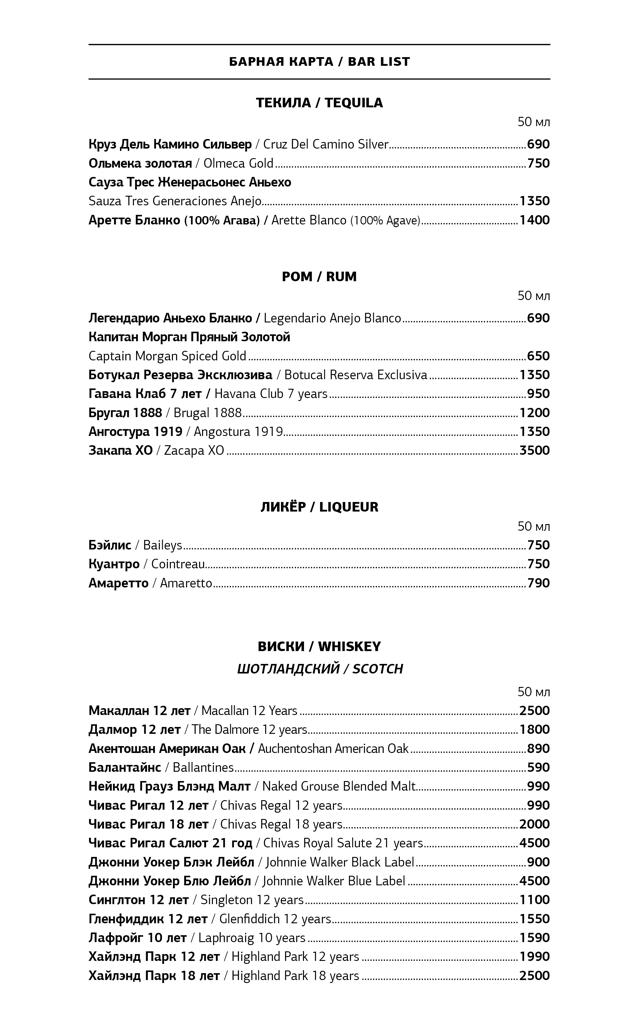 БАРНАЯ КАРТА / BAR LIST
ТЕКИЛА / TEQUILA
50 мл
Круз Дель Камино Сильвер / Cruz Del Camino Silver 690
Ольмека золотая / Olmeca Gold 750
Сауза Трес Женерасьонес Аньехо
Sauza Tres Generaciones Anejo 1350
Аретте Бланко (100% Агава) / Arette Blanco (100% Agave) 1400
РОМ / RUM
50 мл
Легендарио Аньехо Бланко / Legendario Anejo Blanco 690
Капитан Морган Пряный Золотой
Captain Morgan Spiced Gold 650
Ботукал Резерва Эксклюзива / Botucal Reserva Exclusiva 1350
Гавана Клаб 7 лет / Havana Club 7 years 950
Бругал 1888 / Brugal 1888 1200
Ангостура 1919 / Angostura 1919 1350
Закапа ХО / Zacapa XO 3500
ЛИКЁР / LIQUEUR
50 мл
Бэйлис / Baileys 750
Куантро / Cointreau 750
Амаретто / Amaretto 790
ВИСКИ / WHISKEY
ШОТЛАНДСКИЙ / SCOTCH
50 мл
Макаллан 12 лет / Macallan 12 Years 2500
Далмор 12 лет / The Dalmore 12 years 1800
Акентошан Американ Оак / Auchentoshan American Oak 890
Балантайнс / Ballantines 590
Нейкид Грауз Блэнд Малт / Naked Grouse Blended Malt 990
Чивас Ригал 12 лет / Chivas Regal 12 years 990
Чивас Ригал 18 лет / Chivas Regal 18 years 2000
Чивас Ригал Салют 21 год / Chivas Royal Salute 21 years 4500
Джонни Уокер Блэк Лейбл / Johnnie Walker Black Label 900
Джонни Уокер Блю Лейбл / Johnnie Walker Blue Label 4500
Синглтон 12 лет / Singleton 12 years 1100
Гленфиддик 12 лет / Glenfiddich 12 years 1550
Лафройг 10 лет / Laphroaig 10 years 1590
Хайлэнд Парк 12 лет / Highland Park 12 years 1990
Хайлэнд Парк 18 лет / Highland Park 18 years 2500